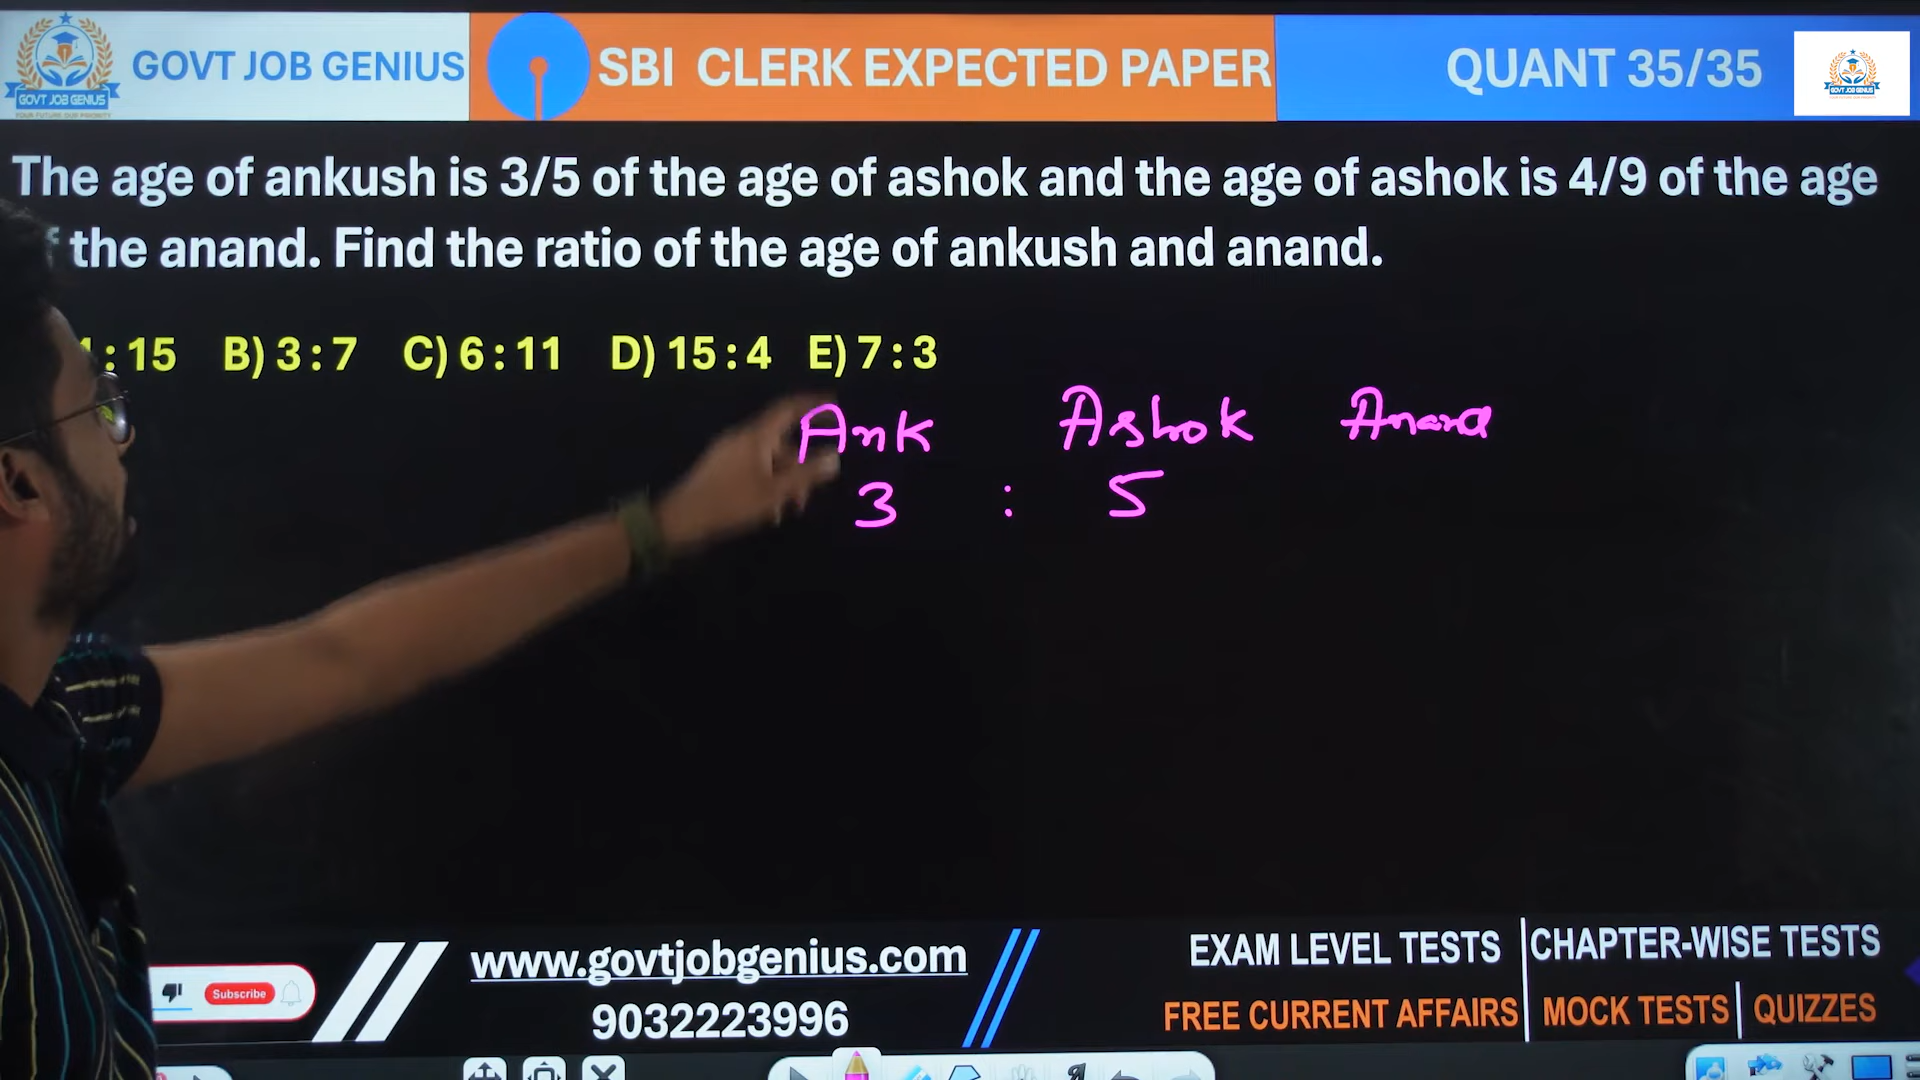 GOVT JOB GENIUS
GOVT JOB GENIUS
YOUR FUTURE OUR PRIORITY
SBI CLERK EXPECTED PAPER
QUANT 35/35
The age of ankush is 3/5 of the age of ashok and the age of ashok is 4/9 of the age
the anand. Find the ratio of the age of ankush and anand.
: 15 B) 3 : 7 C) 6 : 11 D) 15 : 4 E) 7 : 3
Ank Ashok Anand
3 : 5
Subscribe
www.govtjobgenius.com
9032223996
EXAM LEVEL TESTS | CHAPTER-WISE TESTS
FREE CURRENT AFFAIRS | MOCK TESTS | QUIZZES